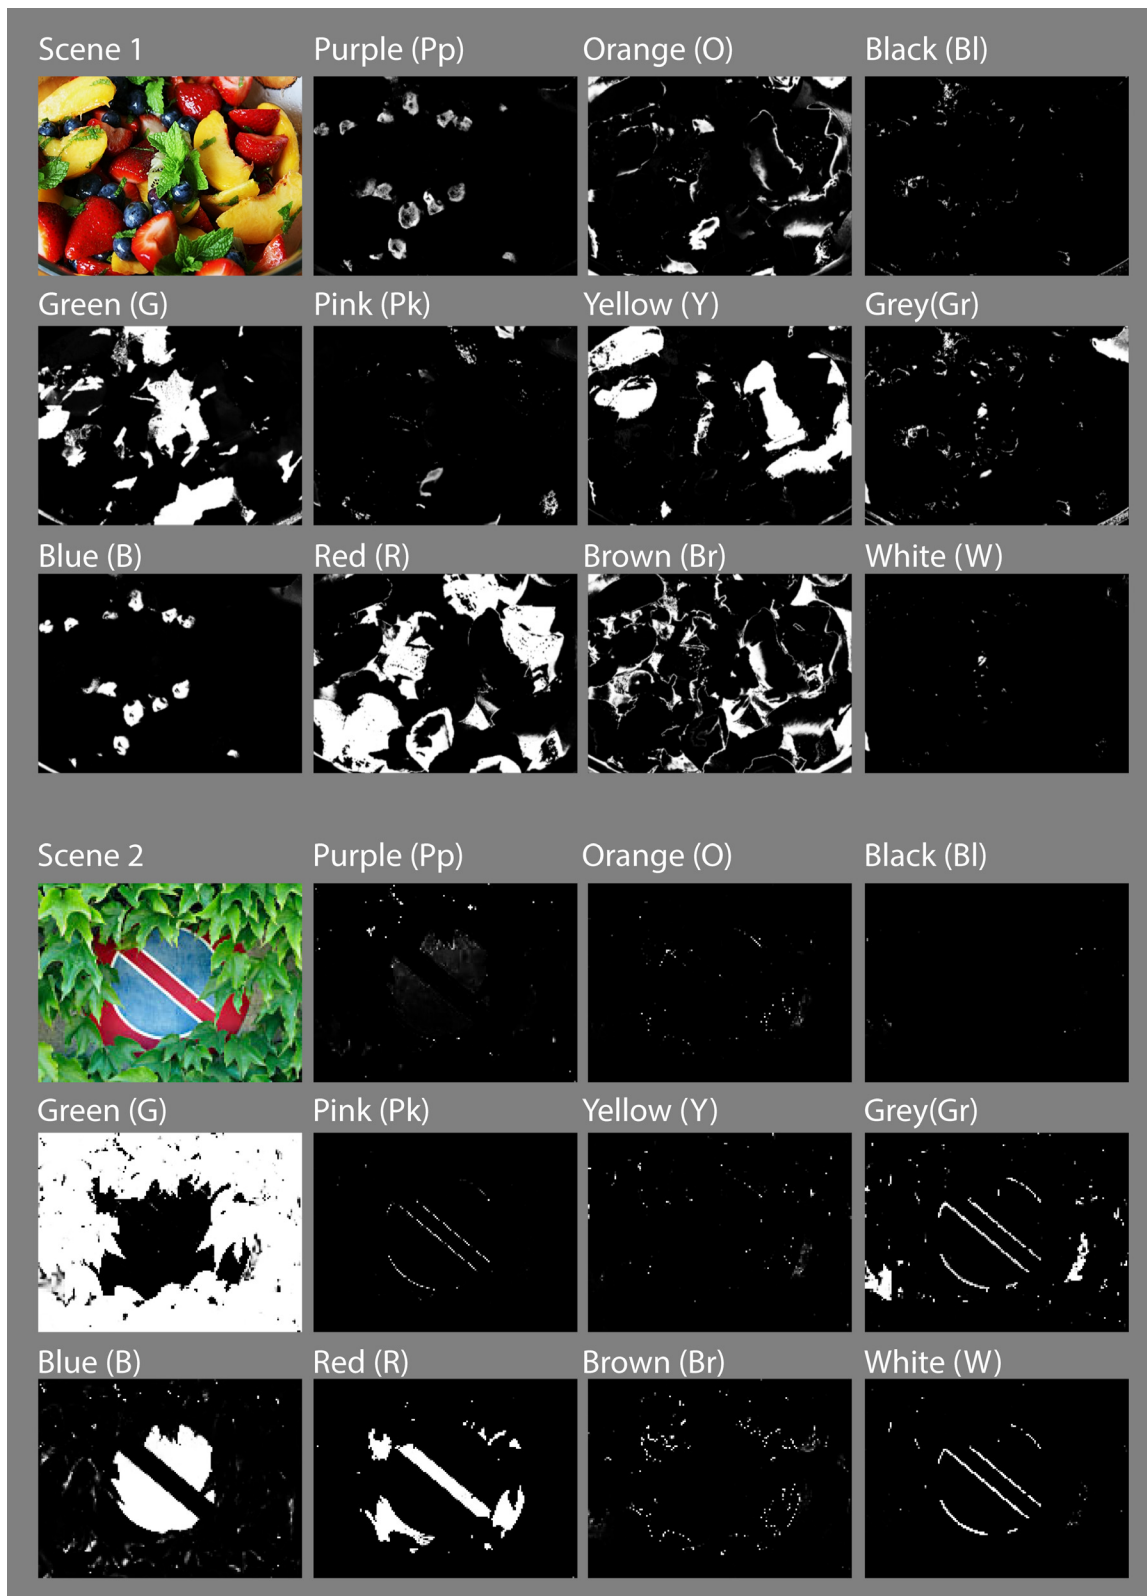 Scene 1 Purple (Pp) Orange (O) Black (Bl)
Green (G) Pink (Pk) Yellow (Y) Grey(Gr)
Blue (B) Red (R) Brown (Br) White (W)
Scene 2 Purple (Pp) Orange (O) Black (Bl)
Green (G) Pink (Pk) Yellow (Y) Grey(Gr)
Blue (B) Red (R) Brown (Br) White (W)